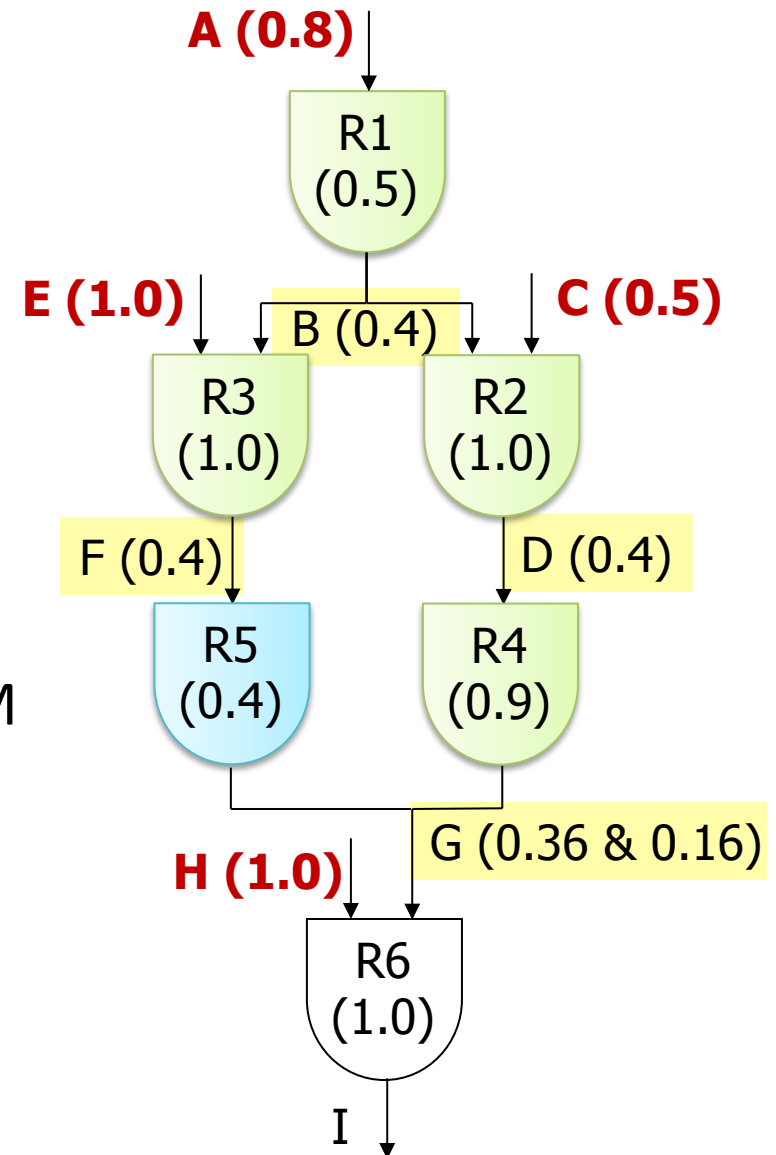 A (0.8)
R1
(0.5)
E (1.0)
C (0.5)
B (0.4)
R3
(1.0)
R2
(1.0)
F (0.4)
D (0.4)
R5
(0.4)
R4
(0.9)
M
G (0.36 & 0.16)
H (1.0)
R6
(1.0)
I